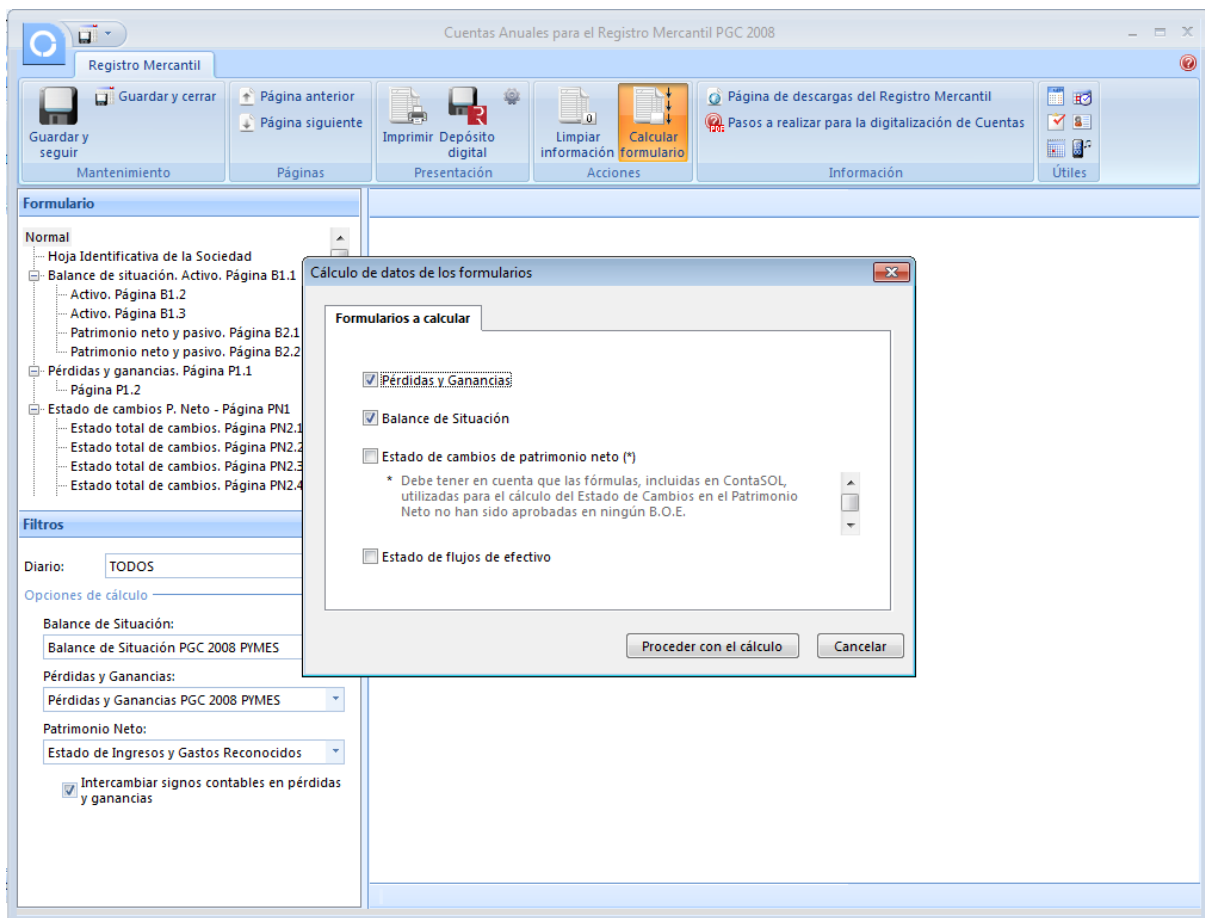 Cuentas Anuales para el Registro Mercantil PGC 2008
Registro Mercantil
Guardar y seguir
Guardar y cerrar
Mantenimiento
Página anterior
Página siguiente
Páginas
Imprimir
Depósito digital
Presentación
Limpiar información
Calcular formulario
Acciones
Página de descargas del Registro Mercantil
Pasos a realizar para la digitalización de Cuentas
Información
Útiles
Formulario
Normal
Hoja Identificativa de la Sociedad
Balance de situación. Activo. Página B1.1
Activo. Página B1.2
Activo. Página B1.3
Patrimonio neto y pasivo. Página B2.1
Patrimonio neto y pasivo. Página B2.2
Pérdidas y ganancias. Página P1.1
Página P1.2
Estado de cambios P. Neto - Página PN1
Estado total de cambios. Página PN2.1
Estado total de cambios. Página PN2.2
Estado total de cambios. Página PN2.3
Estado total de cambios. Página PN2.4
Filtros
Diario: TODOS
Opciones de cálculo
Balance de Situación:
Balance de Situación PGC 2008 PYMES
Pérdidas y Ganancias:
Pérdidas y Ganancias PGC 2008 PYMES
Patrimonio Neto:
Estado de Ingresos y Gastos Reconocidos
Intercambiar signos contables en pérdidas
y ganancias
Cálculo de datos de los formularios
Formularios a calcular
Pérdidas y Ganancias
Balance de Situación
Estado de cambios de patrimonio neto (*)
* Debe tener en cuenta que las fórmulas, incluidas en ContaSOL,
utilizadas para el cálculo del Estado de Cambios en el Patrimonio
Neto no han sido aprobadas en ningún B.O.E.
Estado de flujos de efectivo
Proceder con el cálculo
Cancelar